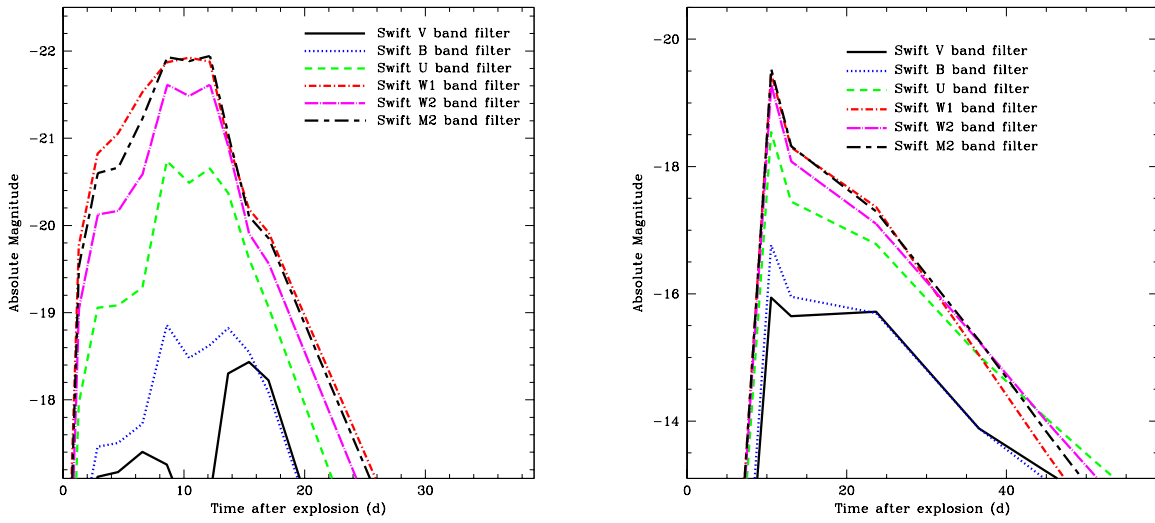 -22
-21
-20
-19
-18
0
10
20
30
Absolute Magnitude
Time after explosion (d)
Swift V band filter
Swift B band filter
Swift U band filter
Swift W1 band filter
Swift W2 band filter
Swift M2 band filter
-20
-18
-16
-14
0
20
40
Absolute Magnitude
Time after explosion (d)
Swift V band filter
Swift B band filter
Swift U band filter
Swift W1 band filter
Swift W2 band filter
Swift M2 band filter